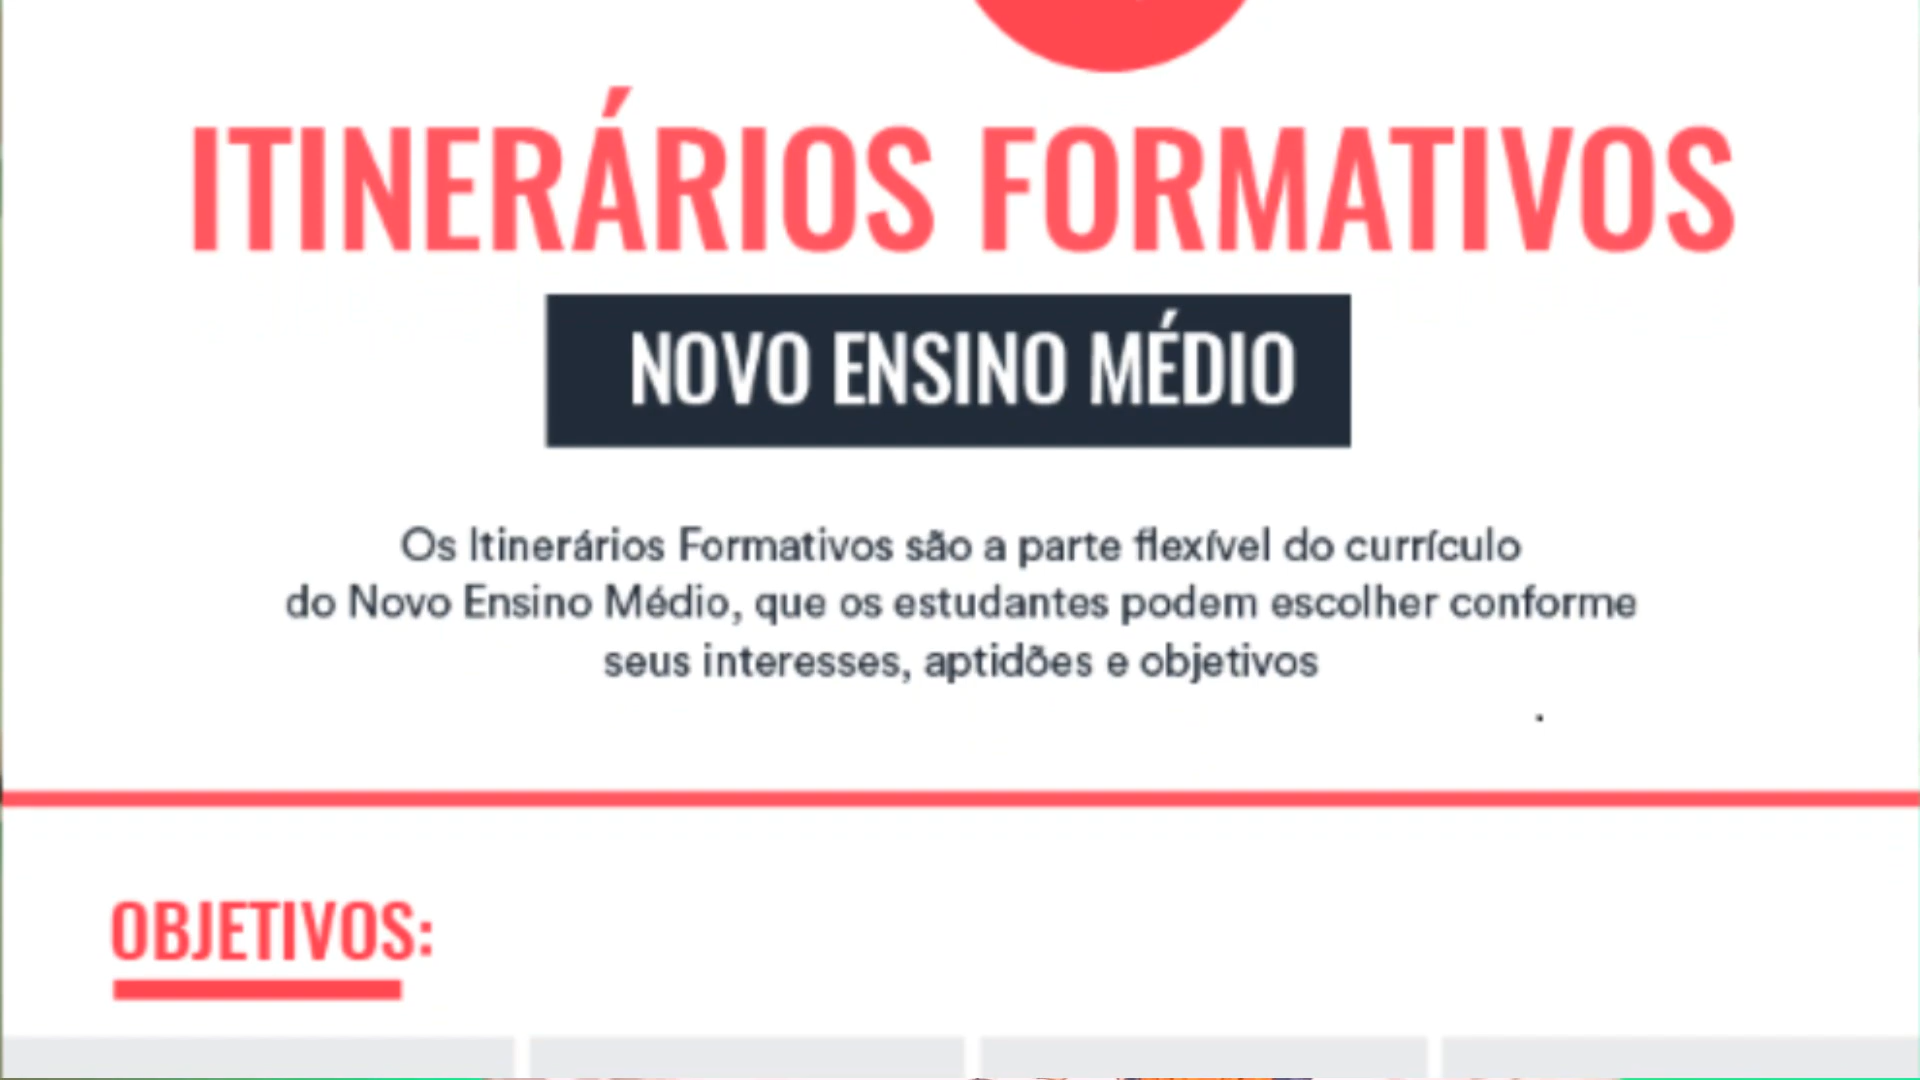 ITINERÁRIOS FORMATIVOS
NOVO ENSINO MÉDIO
Os Itinerários Formativos são a parte flexível do currículo
do Novo Ensino Médio, que os estudantes podem escolher conforme
seus interesses, aptidões e objetivos
.
OBJETIVOS: